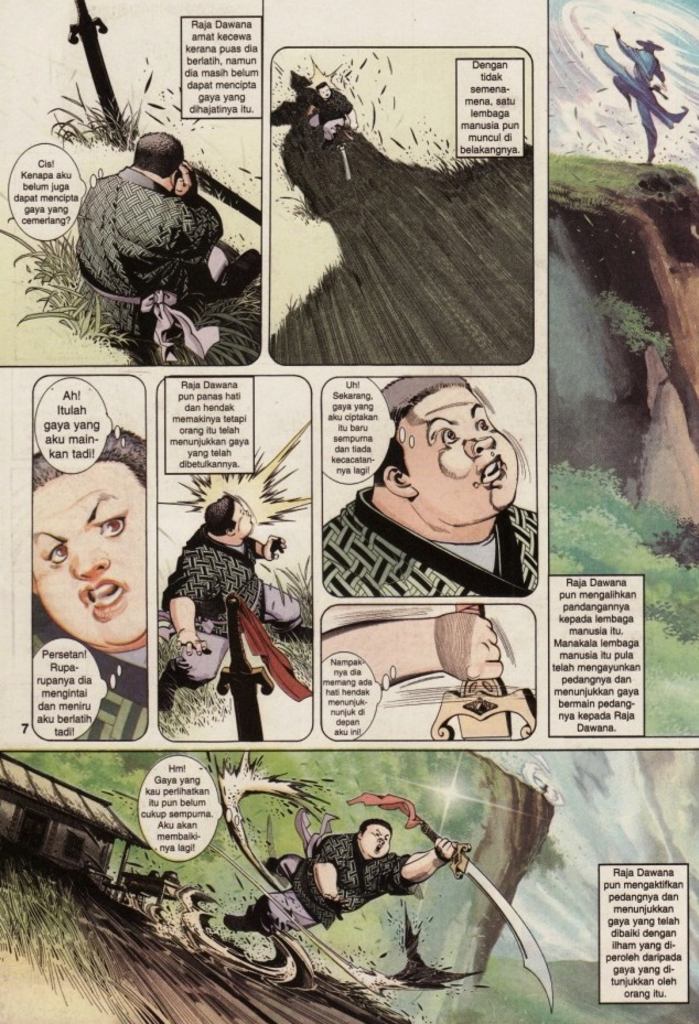 Raja Dawana
amat kecewa
kerana puas dia
berlatih, namun
dia masih belum
dapat mencipta
gaya yang
dihajatinya itu.
Cis!
Kenapa aku
belum juga
dapat mencipta
gaya yang
cemerlang?
Dengan
tidak
semena-
mena, satu
lembaga
manusia pun
muncul di
belakangnya.
Raja Dawana
pun mengalihkan
pandangannya
kepada lembaga
manusia itu.
Manakala lembaga
manusia itu pula
telah mengayunkan
pedangnya dan
menunjukkan gaya
bermain pedang-
nya kepada Raja
Dawana.
Ah!
Itulah
gaya yang
aku main-
kan tadi!
Persetan!
Rupa-
rupanya dia
mengintai
dan meniru
aku berlatih
tadi!
Raja Dawana
pun panas hati
dan hendak
memakinya tetapi
orang itu telah
menunjukkan gaya
yang telah
dibetulkannya.
Uh!
Sekarang,
gaya yang
aku ciptakan
itu baru
sempurna
dan tiada
kecacatan-
nya lagi!
Nampak-
nya dia
memang ada
hati hendak
menunjuk-
nunjuk di
depan
aku ini!
7
Hm!
Gaya yang
kau perlihatkan
itu pun belum
cukup sempurna.
Aku akan
membaiki-
nya lagi!
Raja Dawana
pun mengaktifkan
pedangnya dan
menunjukkan
gaya yang telah
dibaiki dengan
ilham yang di-
peroleh daripada
gaya yang di-
tunjukkan oleh
orang itu.